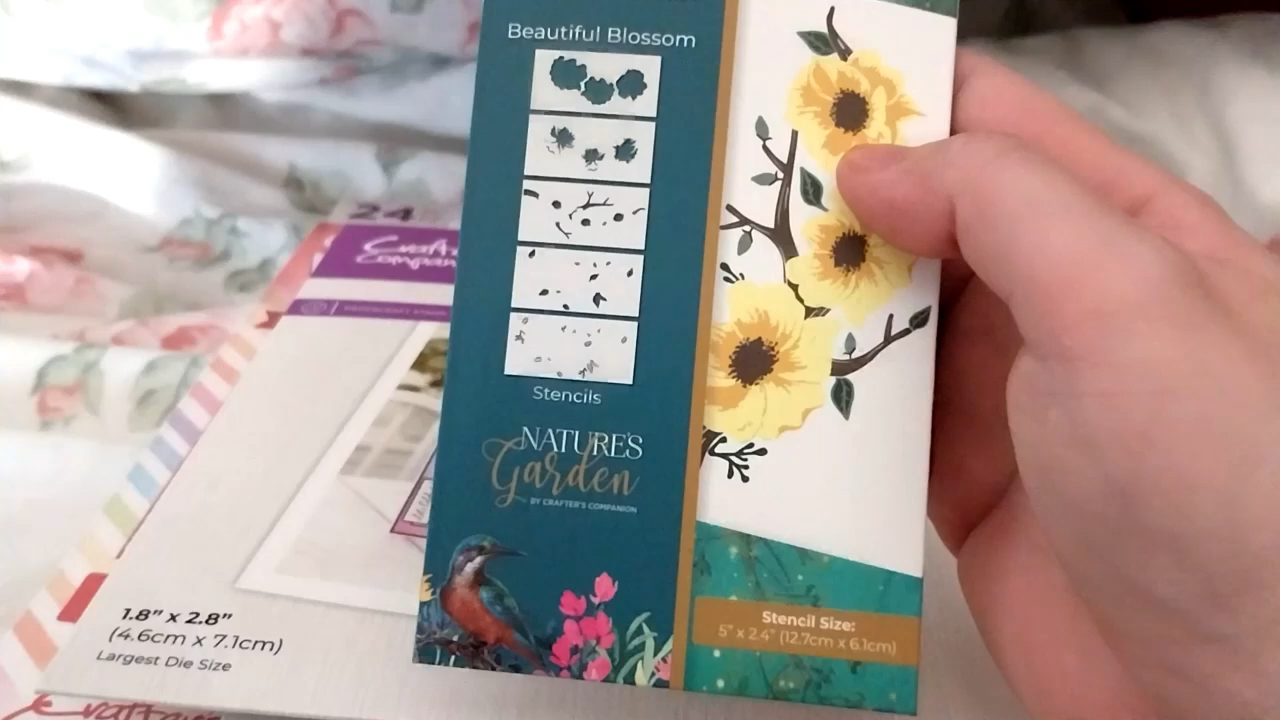 Beautiful Blossom
Stencils
NATURE'S
Garden
BY CRAFTER'S COMPANION
Stencil Size:
5" x 2.4" (12.7cm x 6.1cm)
24
1.8" x 2.8"
(4.6cm x 7.1cm)
Largest Die Size